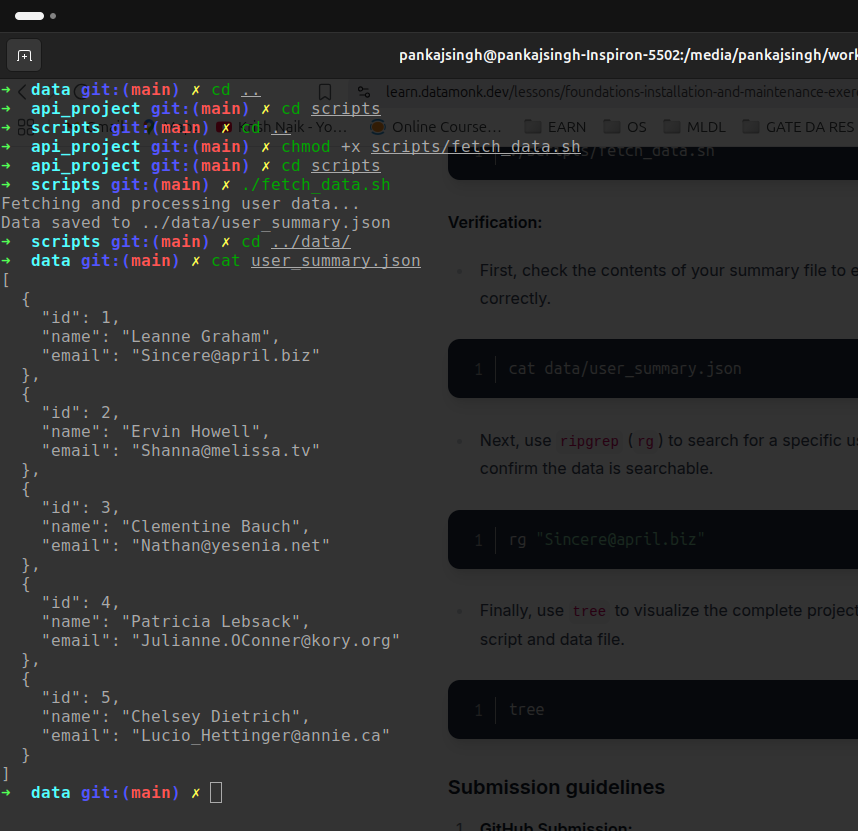 pankajsingh@pankajsingh-Inspiron-5502:/media/pankajsingh/work
➜ data git:(main) ✗ cd ..
➜ api_project git:(main) ✗ cd scripts
➜ scripts git:(main) ✗ cd ..
➜ api_project git:(main) ✗ chmod +x scripts/fetch_data.sh
➜ api_project git:(main) ✗ cd scripts
➜ scripts git:(main) ✗ ./fetch_data.sh
Fetching and processing user data...
Data saved to ../data/user_summary.json
➜ scripts git:(main) ✗ cd ../data/
➜ data git:(main) ✗ cat user_summary.json
[
  {
    "id": 1,
    "name": "Leanne Graham",
    "email": "Sincere@april.biz"
  },
  {
    "id": 2,
    "name": "Ervin Howell",
    "email": "Shanna@melissa.tv"
  },
  {
    "id": 3,
    "name": "Clementine Bauch",
    "email": "Nathan@yesenia.net"
  },
  {
    "id": 4,
    "name": "Patricia Lebsack",
    "email": "Julianne.OConner@kory.org"
  },
  {
    "id": 5,
    "name": "Chelsey Dietrich",
    "email": "Lucio_Hettinger@annie.ca"
  }
]
➜ data git:(main) ✗
learn.datamonk.dev/lessons/foundations-installation-and-maintenance-exer
Naik - Yo...
Online Course...
EARN
OS
MLDL
GATE DA RES
Verification:
First, check the contents of your summary file to e
correctly.
1 cat data/user_summary.json
Next, use ripgrep (rg) to search for a specific u
confirm the data is searchable.
1 rg "Sincere@april.biz"
Finally, use tree to visualize the complete project
script and data file.
1 tree
Submission guidelines
1. GitHub Submission: